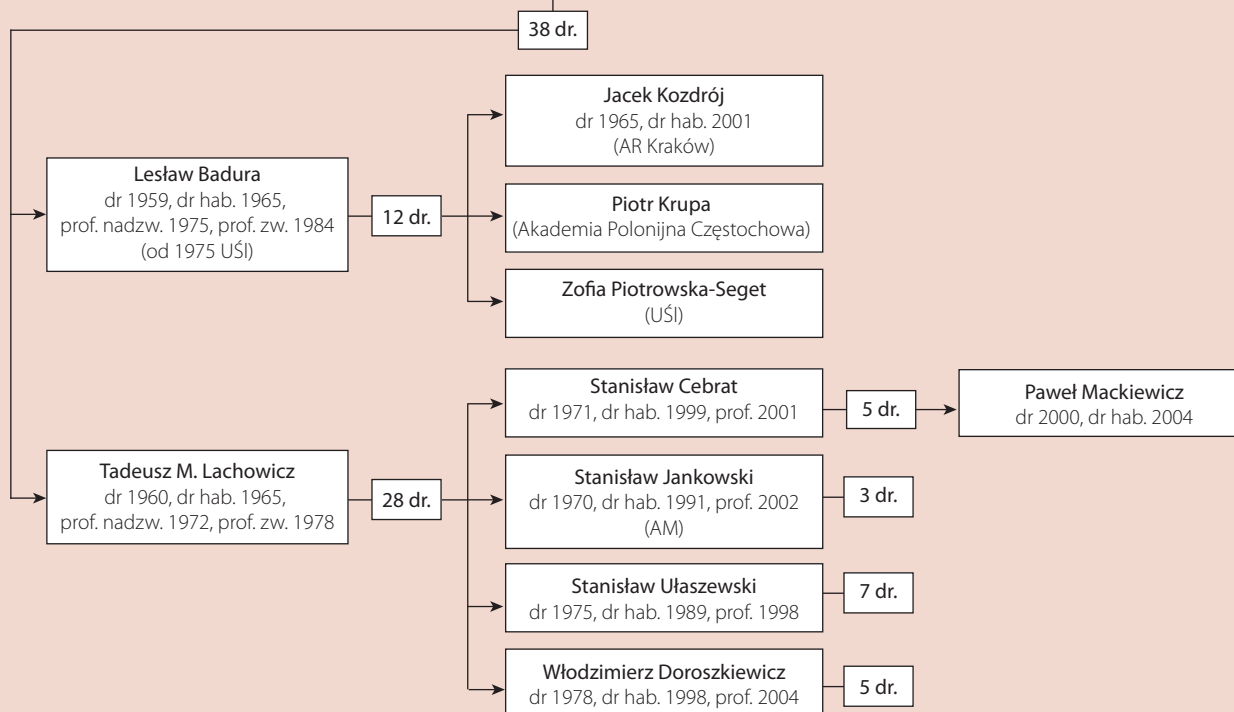 38 dr.
Lesław Badura
dr 1959, dr hab. 1965,
prof. nadzw. 1975, prof. zw. 1984
(od 1975 UŚl)
12 dr.
Jacek Kozdrój
dr 1965, dr hab. 2001
(AR Kraków)
Piotr Krupa
(Akademia Polonijna Częstochowa)
Zofia Piotrowska-Seget
(UŚl)
Tadeusz M. Lachowicz
dr 1960, dr hab. 1965,
prof. nadzw. 1972, prof. zw. 1978
28 dr.
Stanisław Cebrat
dr 1971, dr hab. 1999, prof. 2001
5 dr.
Paweł Mackiewicz
dr 2000, dr hab. 2004
Stanisław Jankowski
dr 1970, dr hab. 1991, prof. 2002
(AM)
3 dr.
Stanisław Ułaszewski
dr 1975, dr hab. 1989, prof. 1998
7 dr.
Włodzimierz Doroszkiewicz
dr 1978, dr hab. 1998, prof. 2004
5 dr.